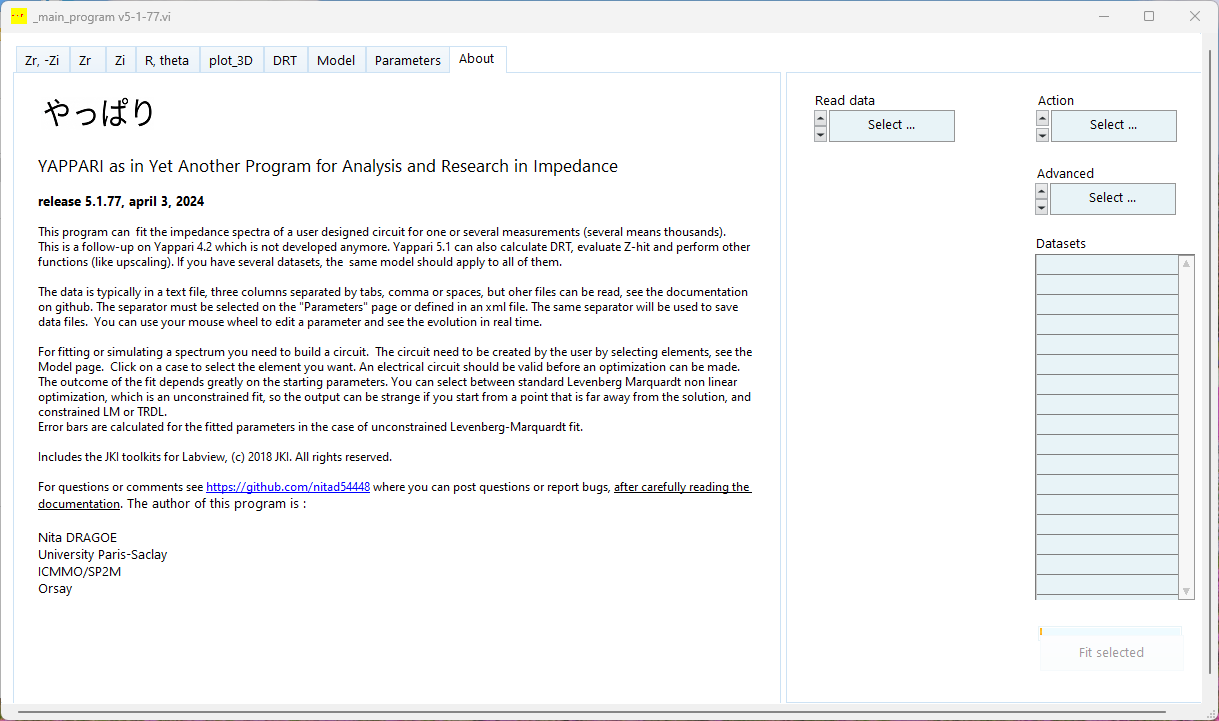 _main_program v5-1-77.vi
Zr, -Zi
Zr
Zi
R, theta
plot_3D
DRT
Model
Parameters
About
やっぱり
YAPPARI as in Yet Another Program for Analysis and Research in Impedance
release 5.1.77, april 3, 2024
This program can  fit the impedance spectra of a user designed circuit for one or several measurements (several means thousands).
This is a follow-up on Yappari 4.2 which is not developed anymore. Yappari 5.1 can also calculate DRT, evaluate Z-hit and perform other
functions (like upscaling). If you have several datasets, the  same model should apply to all of them.
The data is typically in a text file, three columns separated by tabs, comma or spaces, but oher files can be read, see the documentation
on github. The separator must be selected on the "Parameters" page or defined in an xml file. The same separator will be used to save
data files.  You can use your mouse wheel to edit a parameter and see the evolution in real time.
For fitting or simulating a spectrum you need to build a circuit.  The circuit need to be created by the user by selecting elements, see the
Model page.  Click on a case to select the element you want. An electrical circuit should be valid before an optimization can be made.
The outcome of the fit depends greatly on the starting parameters. You can select between standard Levenberg Marquardt non linear
optimization, which is an unconstrained fit, so the output can be strange if you start from a point that is far away from the solution, and
constrained LM or TRDL.
Error bars are calculated for the fitted parameters in the case of unconstrained Levenberg-Marquardt fit.
Includes the JKI toolkits for Labview, (c) 2018 JKI. All rights reserved.
For questions or comments see https://github.com/nitad54448 where you can post questions or report bugs, after carefully reading the
documentation. The author of this program is :
Nita DRAGOE
University Paris-Saclay
ICMMO/SP2M
Orsay
Read data
Select ...
Action
Select ...
Advanced
Select ...
Datasets
Fit selected